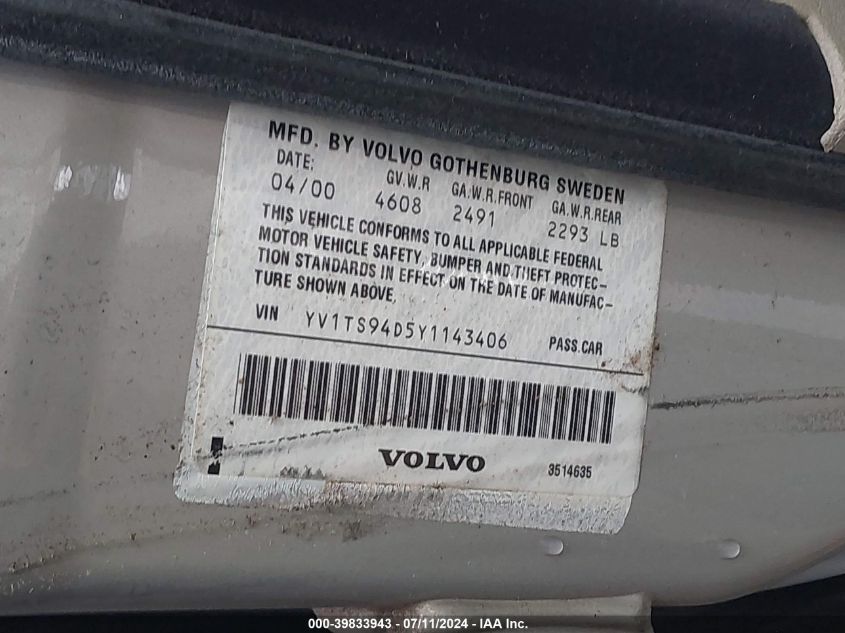 MFD. BY VOLVO GOTHENBURG SWEDEN
DATE: GV.W.R GA.W.R.FRONT GA.W.R.REAR
04/00 4608 2491 2293 LB
THIS VEHICLE CONFORMS TO ALL APPLICABLE FEDERAL
MOTOR VEHICLE SAFETY, BUMPER AND THEFT PROTEC-
TION STANDARDS IN EFFECT ON THE DATE OF MANUFAC-
TURE SHOWN ABOVE.
VIN YV1TS94D5Y1143406 PASS.CAR
VOLVO 3514635
000-39833943 - 07/11/2024 - IAA Inc.